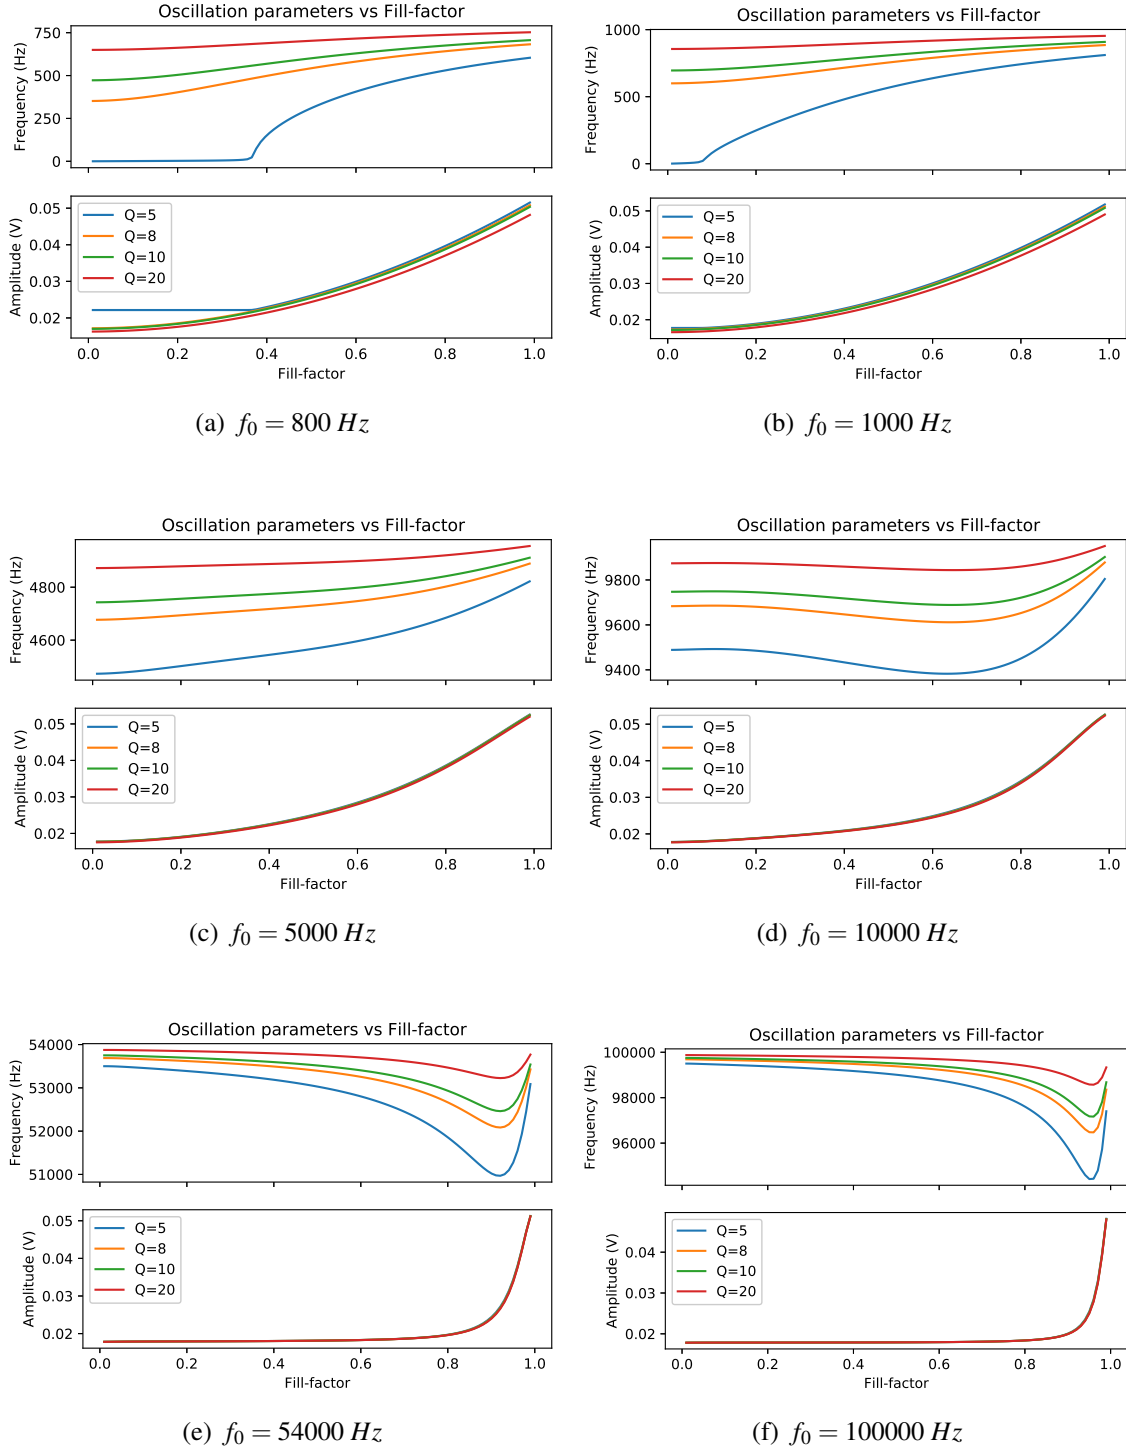 Oscillation parameters vs Fill-factor
Frequency (Hz)
750
500
250
0
Amplitude (V)
0.05
0.04
0.03
0.02
Q=5
Q=8
Q=10
Q=20
0.0 0.2 0.4 0.6 0.8 1.0
Fill-factor
(a) f0 = 800 Hz
Oscillation parameters vs Fill-factor
Frequency (Hz)
1000
500
0
Amplitude (V)
0.05
0.04
0.03
0.02
Q=5
Q=8
Q=10
Q=20
0.0 0.2 0.4 0.6 0.8 1.0
Fill-factor
(b) f0 = 1000 Hz
Oscillation parameters vs Fill-factor
Frequency (Hz)
4800
4600
Amplitude (V)
0.05
0.04
0.03
0.02
Q=5
Q=8
Q=10
Q=20
0.0 0.2 0.4 0.6 0.8 1.0
Fill-factor
(c) f0 = 5000 Hz
Oscillation parameters vs Fill-factor
Frequency (Hz)
9800
9600
9400
Amplitude (V)
0.05
0.04
0.03
0.02
Q=5
Q=8
Q=10
Q=20
0.0 0.2 0.4 0.6 0.8 1.0
Fill-factor
(d) f0 = 10000 Hz
Oscillation parameters vs Fill-factor
Frequency (Hz)
54000
53000
52000
51000
Amplitude (V)
0.05
0.04
0.03
0.02
Q=5
Q=8
Q=10
Q=20
0.0 0.2 0.4 0.6 0.8 1.0
Fill-factor
(e) f0 = 54000 Hz
Oscillation parameters vs Fill-factor
Frequency (Hz)
100000
98000
96000
Amplitude (V)
0.04
0.03
0.02
Q=5
Q=8
Q=10
Q=20
0.0 0.2 0.4 0.6 0.8 1.0
Fill-factor
(f) f0 = 100000 Hz